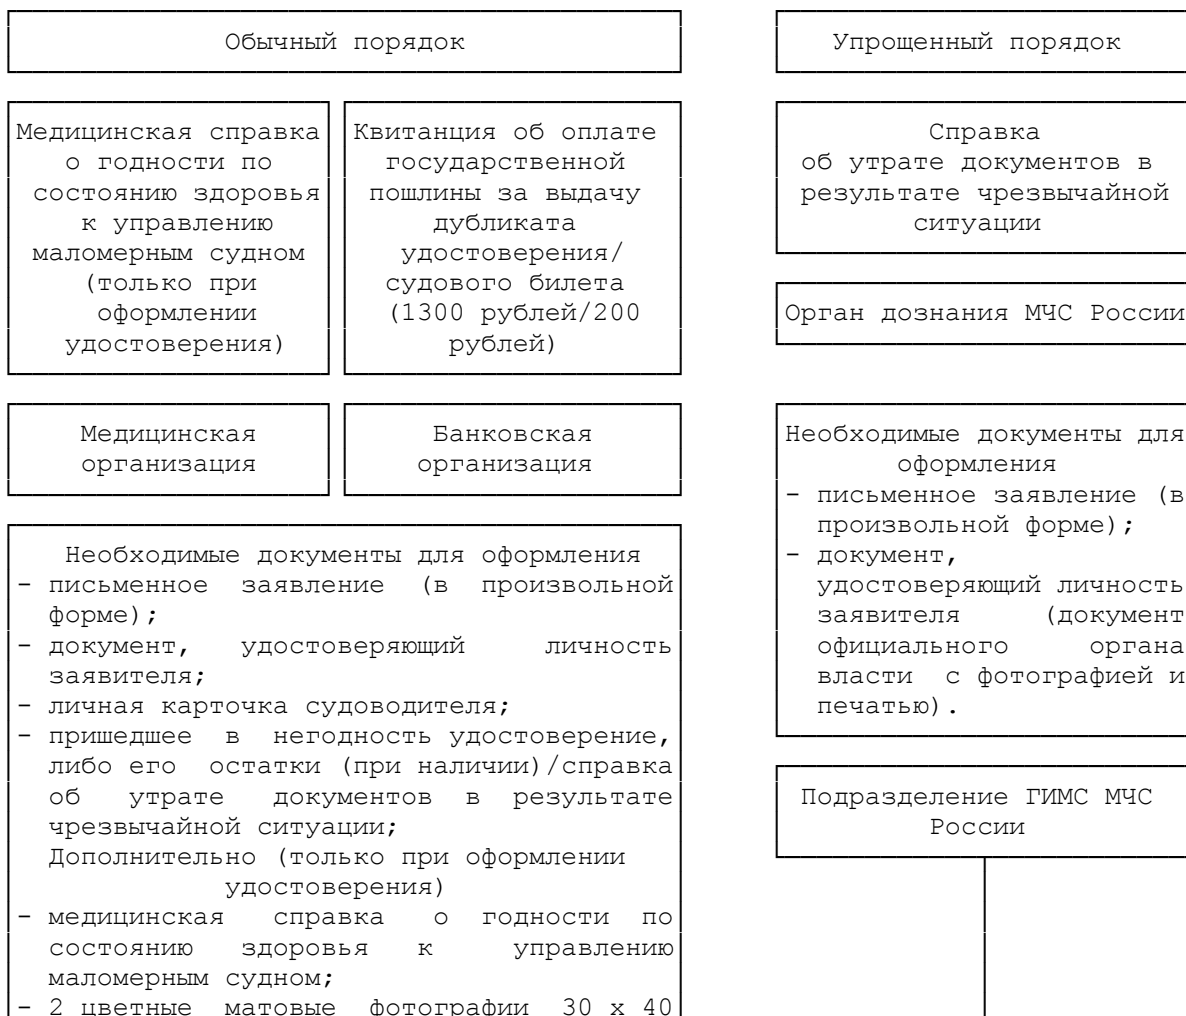 Обычный порядок
Упрощенный порядок
Медицинская справка
о годности по
состоянию здоровья
к управлению
маломерным судном
(только при
оформлении
удостоверения)
Квитанция об оплате
государственной
пошлины за выдачу
дубликата
удостоверения/
судового билета
(1300 рублей/200
рублей)
Справка
об утрате документов в
результате чрезвычайной
ситуации
Орган дознания МЧС России
Медицинская
организация
Банковская
организация
Необходимые документы для оформления
- письменное заявление (в произвольной
форме);
- документ, удостоверяющий личность
заявителя;
- личная карточка судоводителя;
- пришедшее в негодность удостоверение,
либо его остатки (при наличии)/справка
об утрате документов в результате
чрезвычайной ситуации;
Дополнительно (только при оформлении
удостоверения)
- медицинская справка о годности по
состоянию здоровья к управлению
маломерным судном;
- 2 цветные матовые фотографии 30 x 40
Необходимые документы для
оформления
- письменное заявление (в
произвольной форме);
- документ,
удостоверяющий личность
заявителя (документ
официального органа
власти с фотографией и
печатью).
Подразделение ГИМС МЧС
России